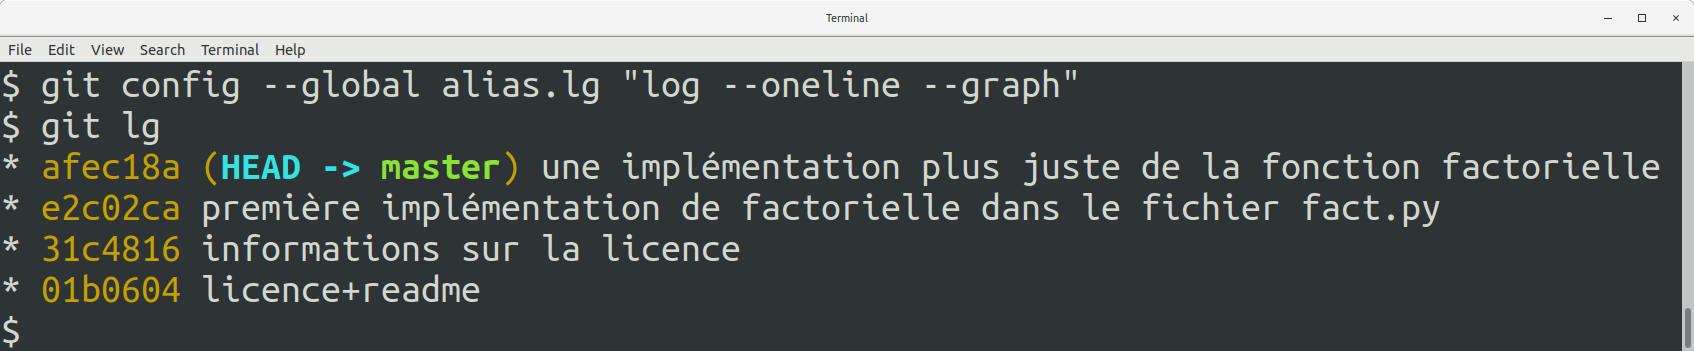 Terminal
File Edit View Search Terminal Help
$ git config --global alias.lg "log --oneline --graph"
$ git lg
* afec18a (HEAD -> master) une implémentation plus juste de la fonction factorielle
* e2c02ca première implémentation de factorielle dans le fichier fact.py
* 31c4816 informations sur la licence
* 01b0604 licence+readme
$